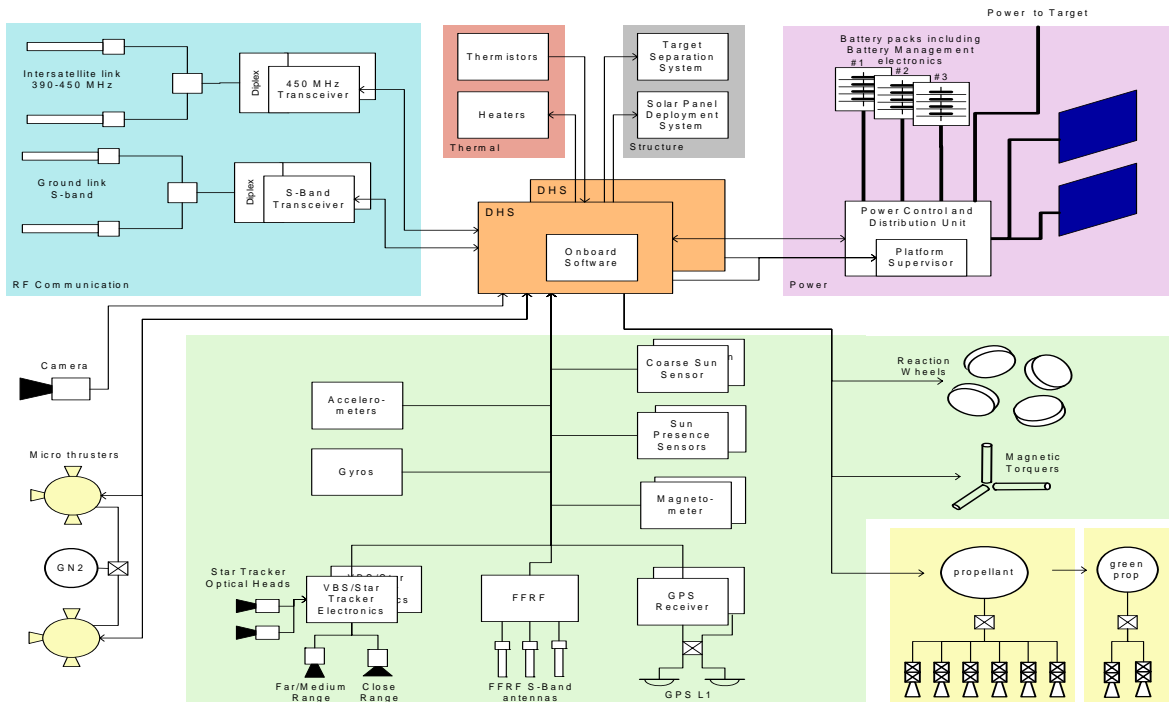 Power to Target
Intersatellite link
390-450 MHz
Diplex
450 MHz
Transceiver
Ground link
S-band
Diplex
S-Band
Transceiver
RF Communication
Thermistors
Heaters
Thermal
Target
Separation
System
Solar Panel
Deployment
System
Structure
Battery packs including
Battery Management
electronics
#1
#2
#3
Power Control and
Distribution Unit
Platform
Supervisor
Power
DHS
DHS
Onboard
Software
Camera
Micro thrusters
GN2
Accelero-
meters
Gyros
Coarse Sun
Sensor
Sun
Presence
Sensors
Magneto-
meter
Reaction
Wheels
Magnetic
Torquers
Star Tracker
Optical Heads
VBS/Star
Tracker
Electronics
Far/Medium
Range
Close
Range
FFRF
FFRF S-Band
antennas
GPS
Receiver
GPS L1
propellant
green
prop